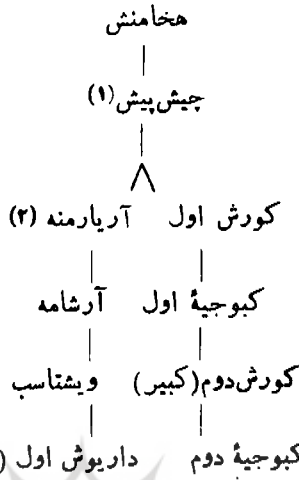 هخامنش
چیش‌پیش (۱)
کورش اول آریارمنه (۲)
کبوجیهٔ اول آرشامه
کورش‌دوم (کبیر) ویشتاسب
کبوجیهٔ دوم داریوش اول (